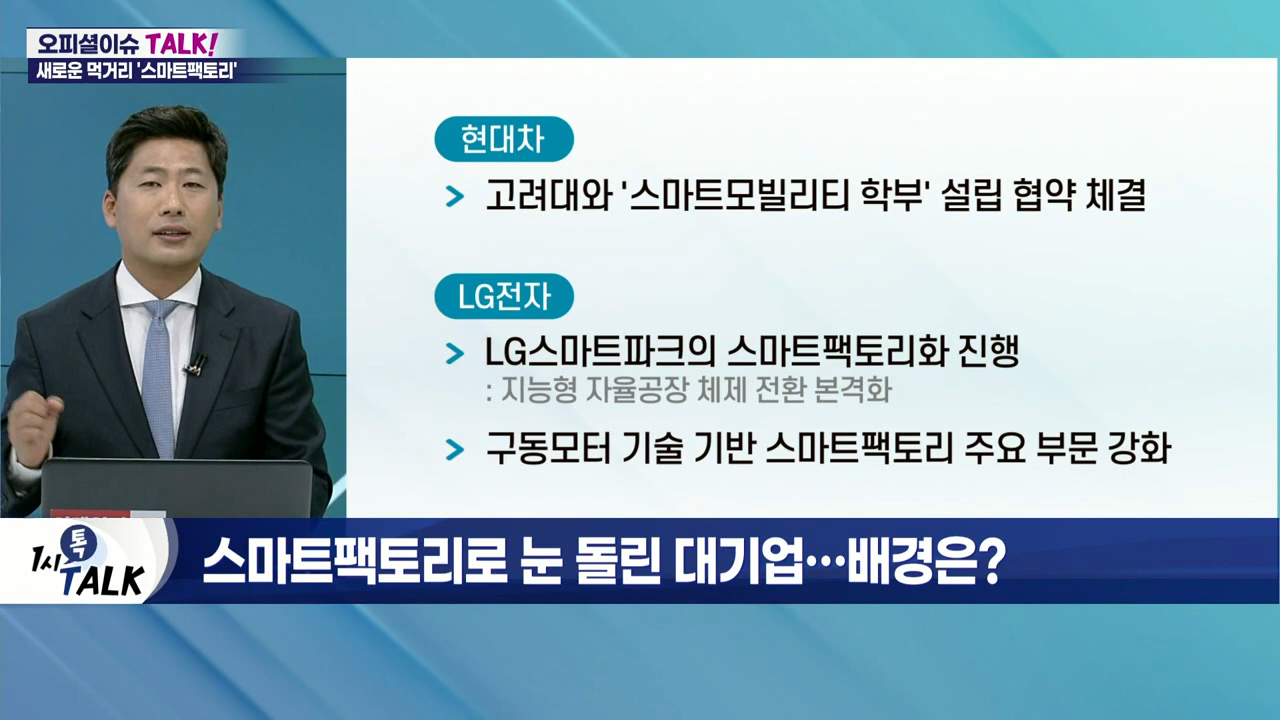 오피셜이슈 TALK!
새로운 먹거리 '스마트팩토리'
현대차
> 고려대와 '스마트모빌리티 학부' 설립 협약 체결
LG전자
> LG스마트파크의 스마트팩토리화 진행
: 지능형 자율공장 체제 전환 본격화
> 구동모터 기술 기반 스마트팩토리 주요 부문 강화
1시 톡 TALK
스마트팩토리로 눈 돌린 대기업…배경은?